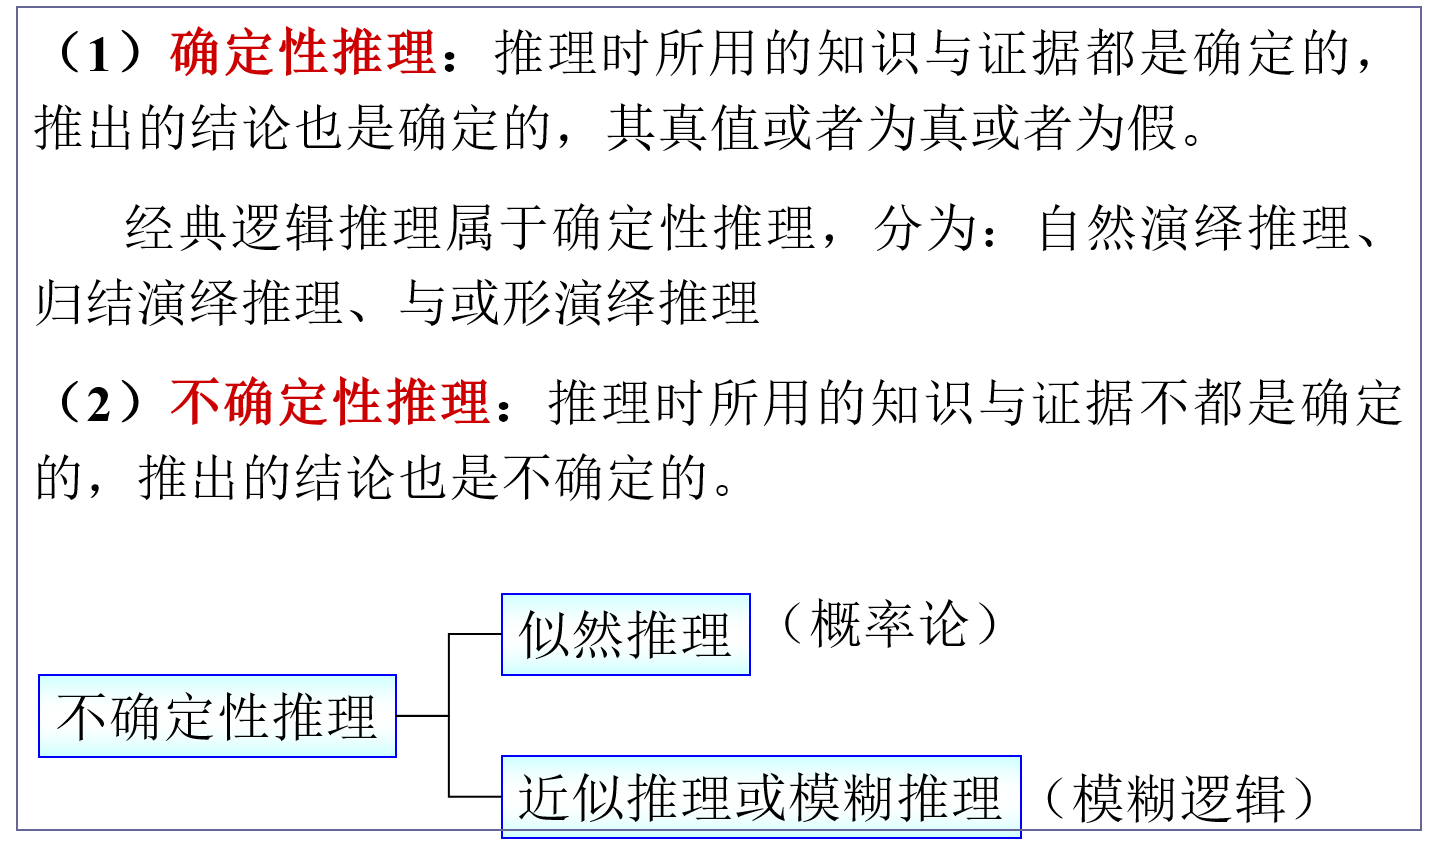 （1）确定性推理：推理时所用的知识与证据都是确定的，
推出的结论也是确定的，其真值或者为真或者为假。
经典逻辑推理属于确定性推理，分为：自然演绎推理、
归结演绎推理、与或形演绎推理
（2）不确定性推理：推理时所用的知识与证据不都是确定
的，推出的结论也是不确定的。
似然推理（概率论）
不确定性推理
近似推理或模糊推理（模糊逻辑）